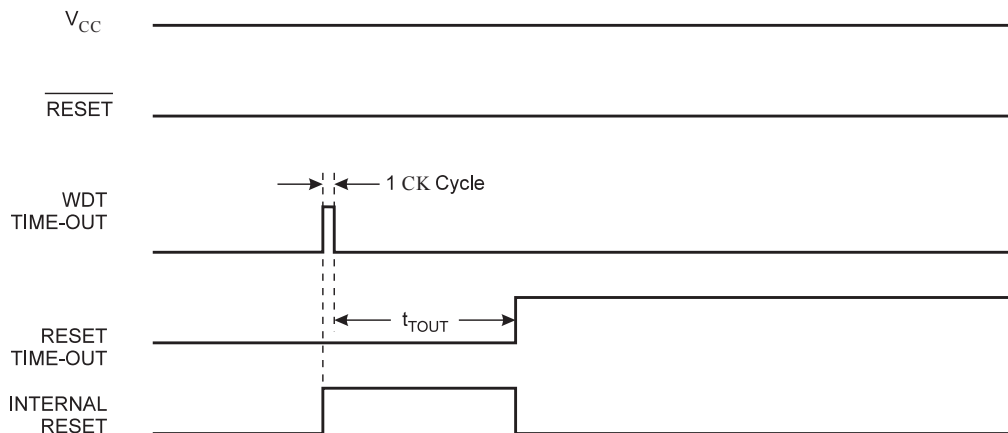 VCC
RESET
1 CK Cycle
WDT
TIME-OUT
tTOUT
RESET
TIME-OUT
INTERNAL
RESET